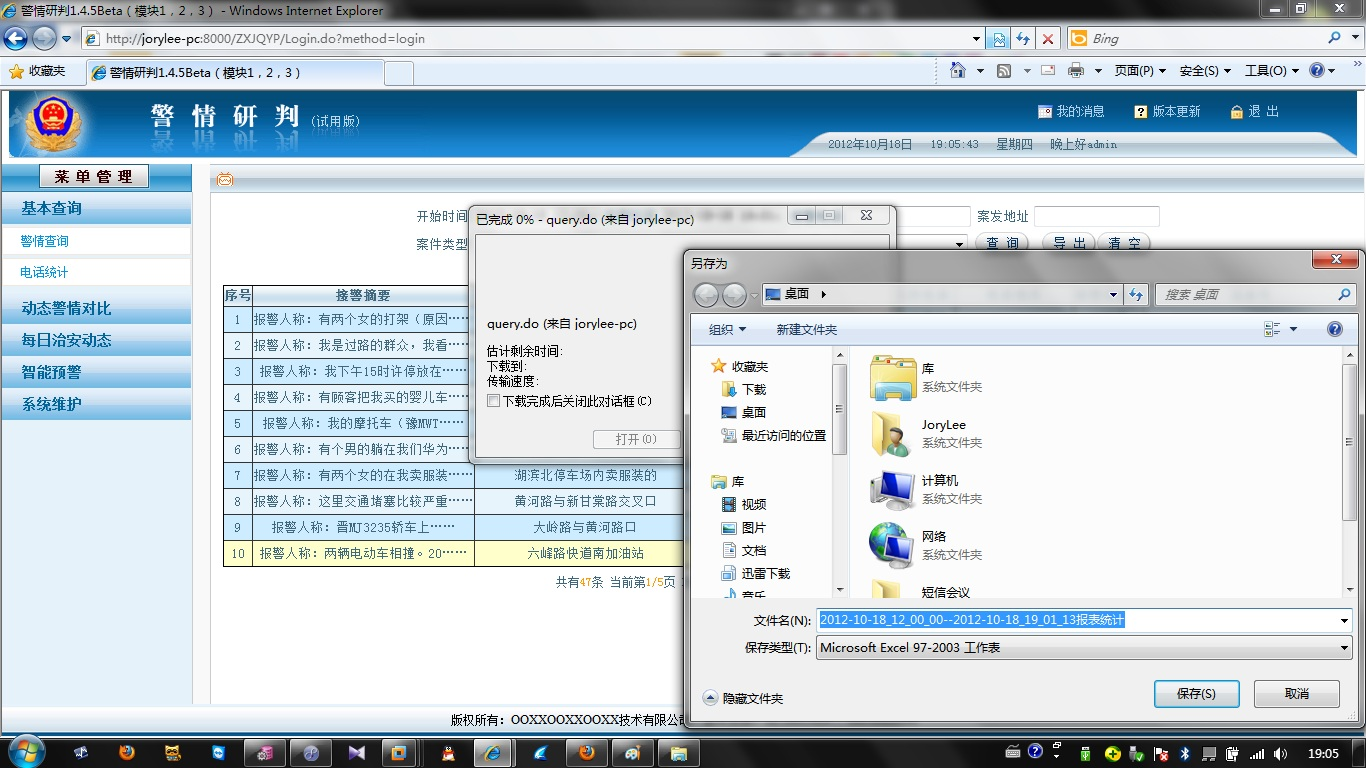 警情研判1.4.5Beta（模块1，2，3） - Windows Internet Explorer
http://jorylee-pc:8000/ZXJQYP/Login.do?method=login
Bing
收藏夹
警情研判1.4.5Beta（模块1，2，3）
页面(P)
安全(S)
工具(O)
警情研判（试用版）
我的消息
版本更新
退 出
2012年10月18日 19:05:43 星期四 晚上好admin
菜单管理
基本查询
警情查询
电话统计
动态警情对比
每日治安动态
智能预警
系统维护
开始时间
案发地址
案件类型
查 询
导 出
清 空
序号 接警摘要
1 报警人称：有两个女的打架（原因……
2 报警人称：我是过路的群众，我看……
3 报警人称：我下午15时许停放在……
4 报警人称：有顾客把我买的婴儿车……
5 报警人称：我的摩托车（豫MWT……
6 报警人称：有个男的躺在我们华为……
7 报警人称：有两个女的在我卖服装…… 湖滨北停车场内卖服装的
8 报警人称：这里交通堵塞比较严重…… 黄河路与新甘棠路交叉口
9 报警人称：晋MJ3235轿车上…… 大岭路与黄河路口
10 报警人称：两辆电动车相撞。20…… 六峰路快道南加油站
共有47条 当前第1/5页
版权所有：OOXXOOXXOOXX技术有限公司
已完成 0% - query.do (来自 jorylee-pc)
query.do (来自 jorylee-pc)
估计剩余时间:
下载到:
传输速度:
下载完成后关闭此对话框(C)
打开(O)
另存为
桌面
搜索 桌面
组织
新建文件夹
收藏夹
下载
桌面
最近访问的位置
库
视频
图片
文档
迅雷下载
音乐
库
系统文件夹
JoryLee
系统文件夹
计算机
系统文件夹
网络
系统文件夹
短信会议
文件名(N):
2012-10-18_12_00_00--2012-10-18_19_01_13报表统计
保存类型(T):
Microsoft Excel 97-2003 工作表
隐藏文件夹
保存(S)
取消
19:05